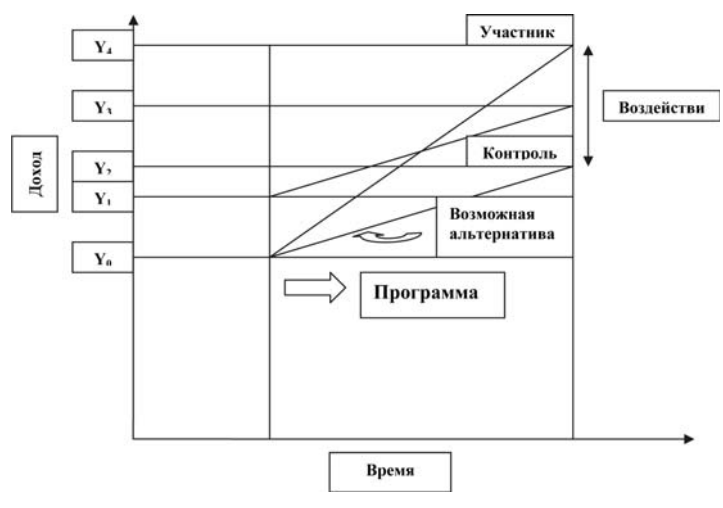 Участник
Y₄
Y₃
Воздействи
Контроль
Y₂
Доход
Y₁
Возможная
альтернатива
Y₀
Программа
Время